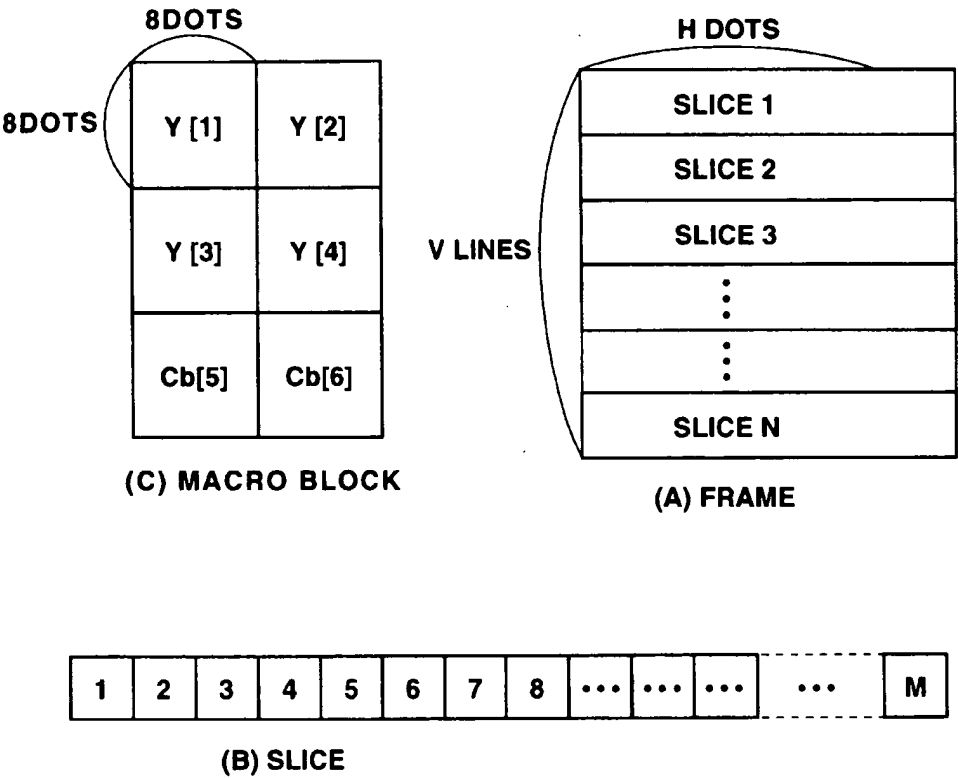 8DOTS
8DOTS
Y [1] Y [2]
Y [3] Y [4]
Cb[5] Cb[6]
(C) MACRO BLOCK
H DOTS
V LINES
SLICE 1
SLICE 2
SLICE 3
SLICE N
(A) FRAME
1 2 3 4 5 6 7 8 ••• ••• ••• ••• M
(B) SLICE